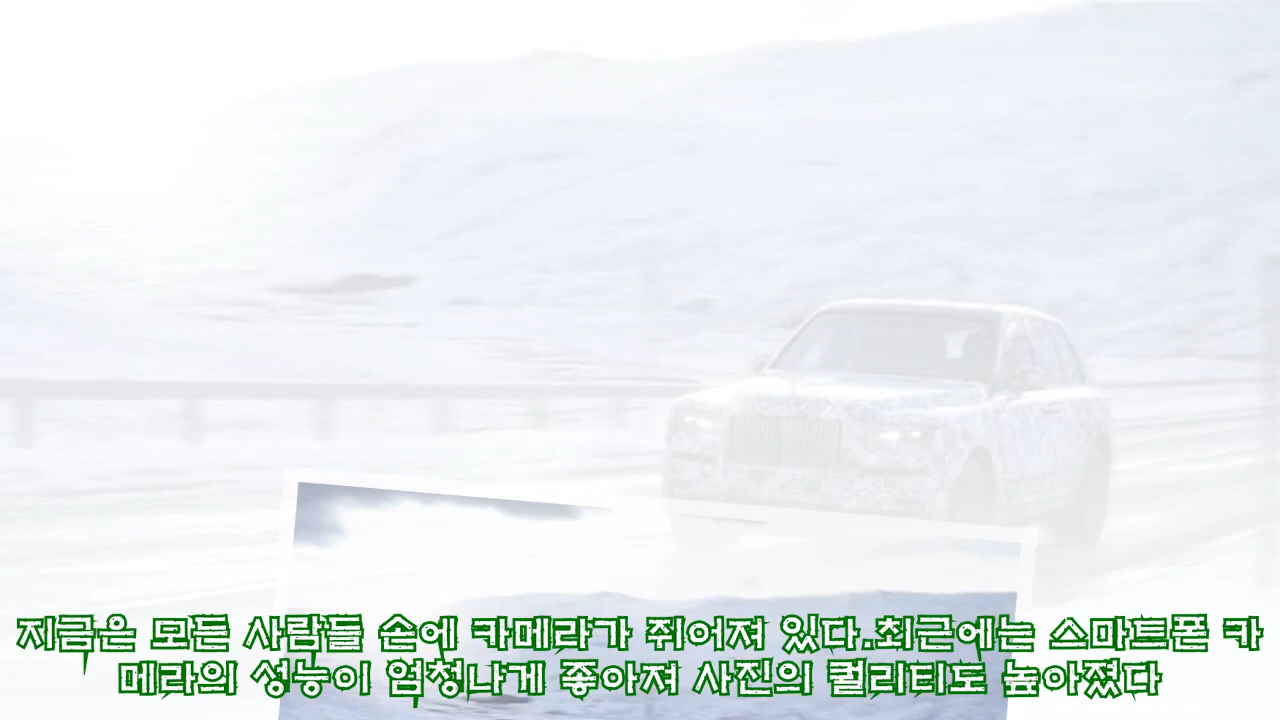 지금은 모든 사람들 손에 카메라가 쥐어져 있다.최근에는 스마트폰 카
메라의 성능이 엄청나게 좋아져 사진의 퀄리티도 높아졌다